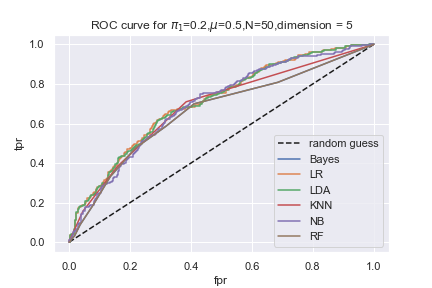 ROC curve for π₁=0.2,μ=0.5,N=50,dimension = 5
1.0
0.8
0.6
0.4
0.2
0.0
tpr
random guess
Bayes
LR
LDA
KNN
NB
RF
0.0 0.2 0.4 0.6 0.8 1.0
fpr